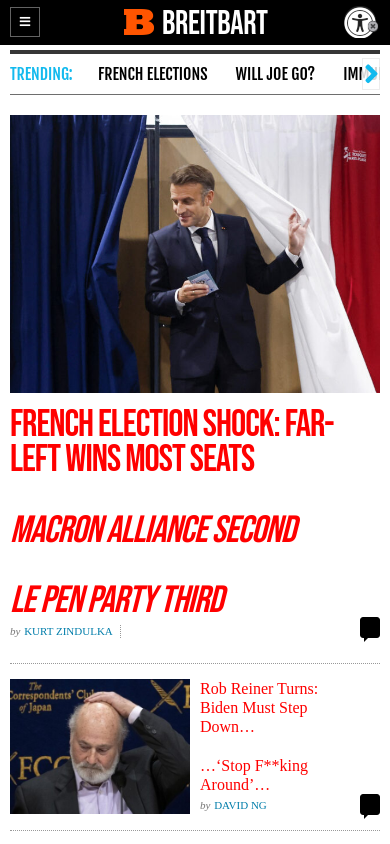 BREITBART
TRENDING:
FRENCH ELECTIONS
WILL JOE GO?
FRENCH ELECTION SHOCK: FAR-
LEFT WINS MOST SEATS
MACRON ALLIANCE SECOND
LE PEN PARTY THIRD
by KURT ZINDULKA
The
Correspondents' Club
of Japan
Rob Reiner Turns:
Biden Must Step
Down…
…‘Stop F**king
Around’…
by DAVID NG